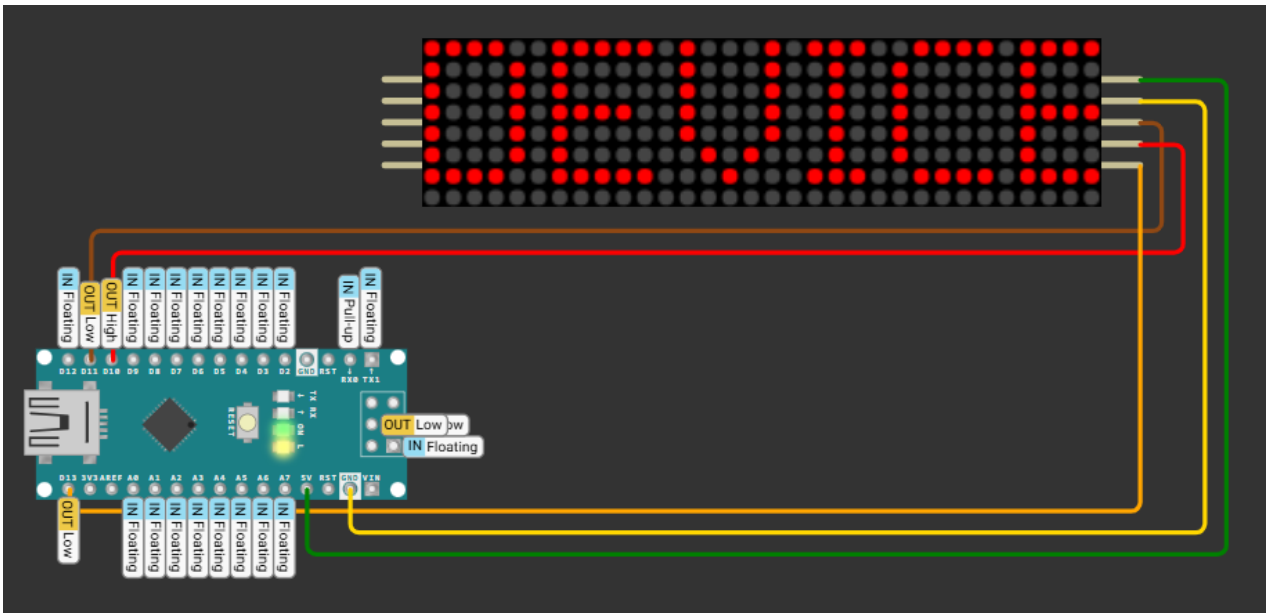 DEVICE
IN Floating
OUT Low
OUT High
IN Floating
IN Floating
IN Floating
IN Floating
IN Floating
IN Floating
IN Floating
IN Floating
IN Pull-up
IN Floating
D12 D11 D10 D9 D8 D7 D6 D5 D4 D3 D2 GND RST RX0 TX1
RESET
TX
RX
ON
L
OUT Low
IN Floating
D13 3V3 AREF A0 A1 A2 A3 A4 A5 A6 A7 5V RST GND VIN
OUT Low
IN Floating
IN Floating
IN Floating
IN Floating
IN Floating
IN Floating
IN Floating
IN Floating